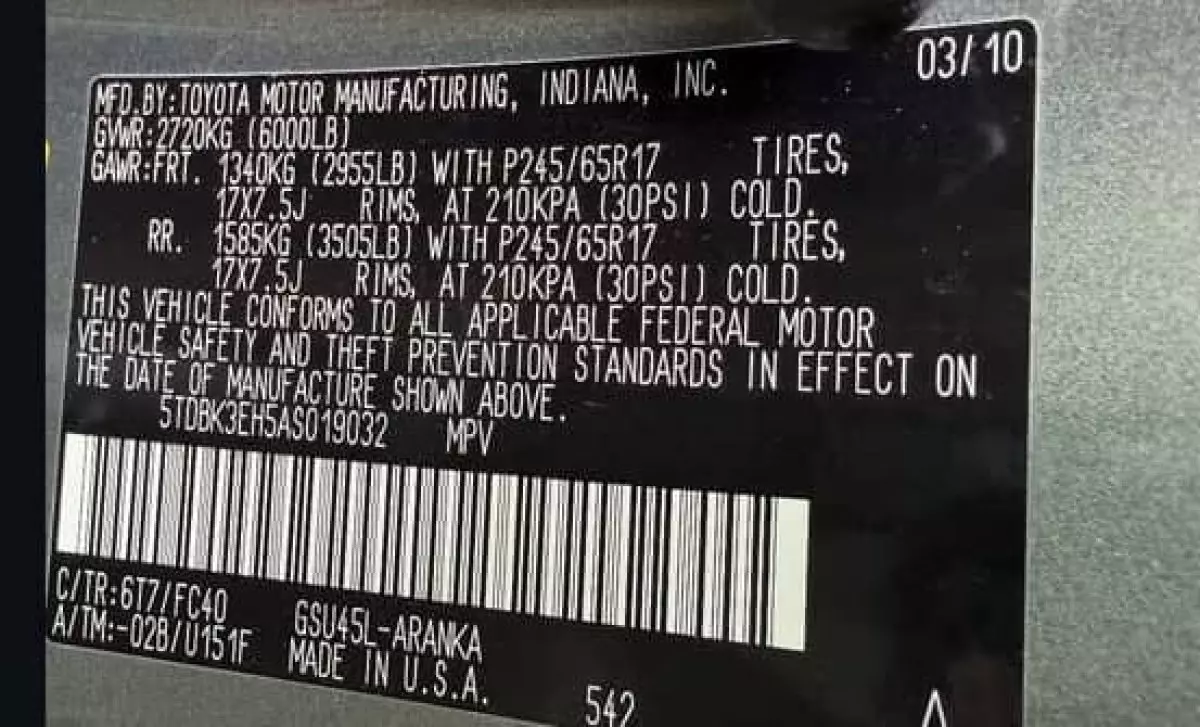 03/10
MFD.BY:TOYOTA MOTOR MANUFACTURING, INDIANA, INC.
GVWR:2720KG (6000LB)
GAWR:FRT. 1340KG (2955LB) WITH P245/65R17 TIRES,
17X7.5J RIMS, AT 210KPA (30PSI) COLD.
RR. 1585KG (3505LB) WITH P245/65R17 TIRES,
17X7.5J RIMS, AT 210KPA (30PSI) COLD.
THIS VEHICLE CONFORMS TO ALL APPLICABLE FEDERAL MOTOR
VEHICLE SAFETY AND THEFT PREVENTION STANDARDS IN EFFECT ON
THE DATE OF MANUFACTURE SHOWN ABOVE.
5TDBK3EH5AS019032 MPV
C/TR:6T7/FC40 GSU45L-ARANKA
A/TM:-02B/U151F MADE IN U.S.A.
542 A